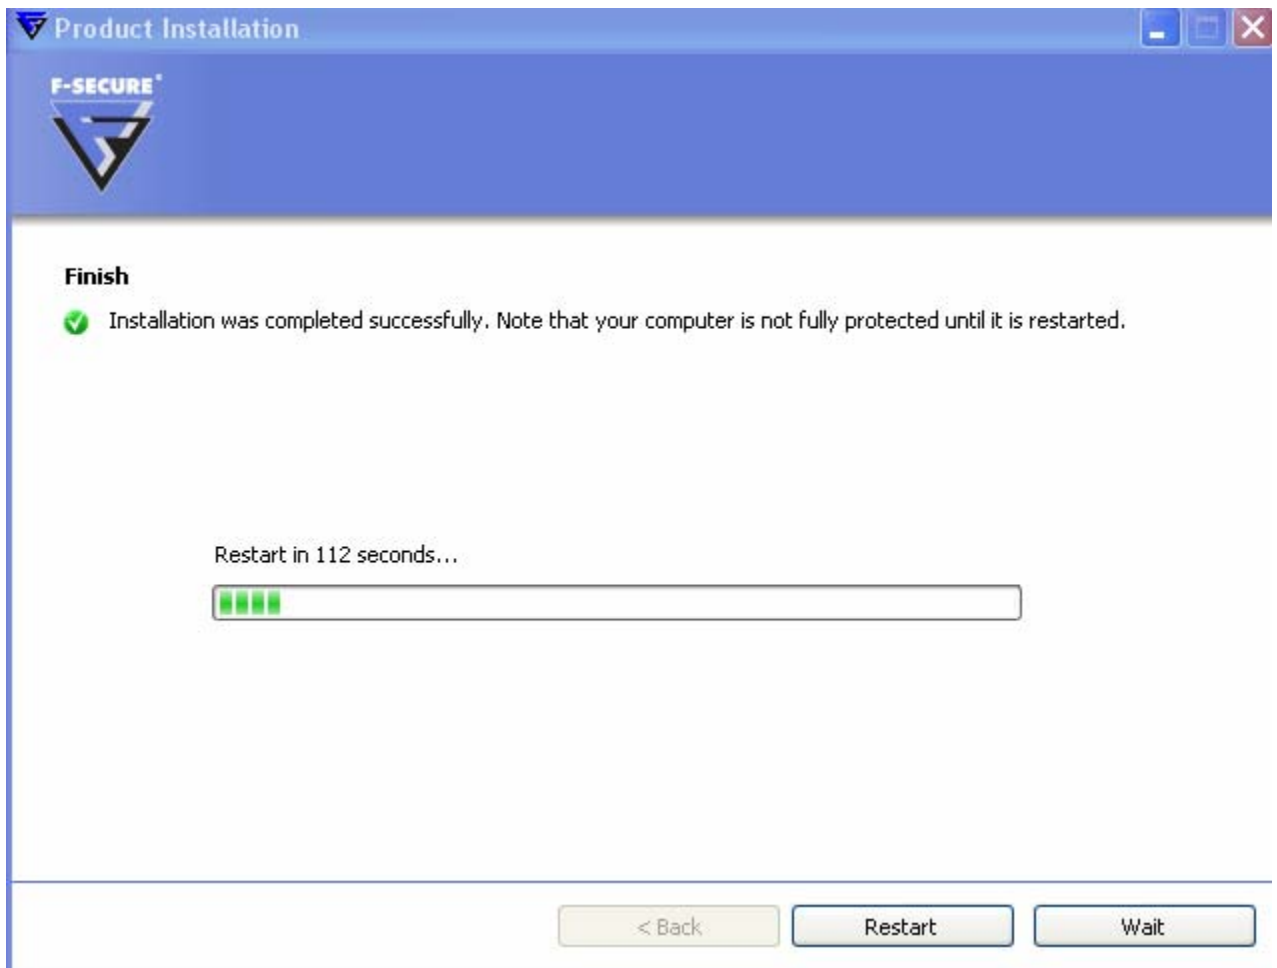 Product Installation
F-SECURE®
Finish
Installation was completed successfully. Note that your computer is not fully protected until it is restarted.
Restart in 112 seconds...
< Back
Restart
Wait